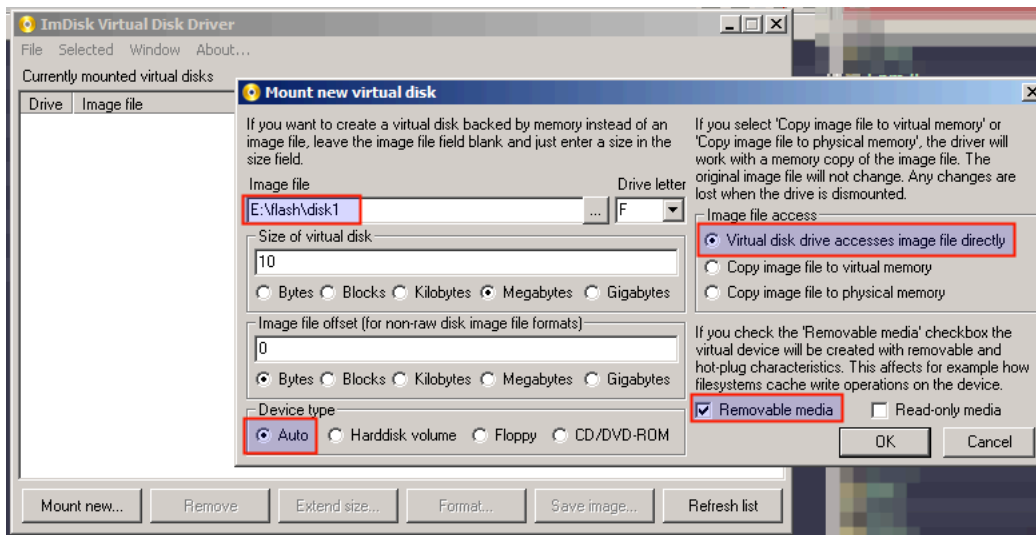 ImDisk Virtual Disk Driver
File Selected Window About...
Currently mounted virtual disks
Drive Image file
Mount new virtual disk
If you want to create a virtual disk backed by memory instead of an
image file, leave the image file field blank and just enter a size in the
size field.
Image file Drive letter
E:\flash\disk1 ... F
Size of virtual disk
10
Bytes Blocks Kilobytes Megabytes Gigabytes
Image file offset (for non-raw disk image file formats)
0
Bytes Blocks Kilobytes Megabytes Gigabytes
Device type
Auto Harddisk volume Floppy CD/DVD-ROM
If you select 'Copy image file to virtual memory' or
'Copy image file to physical memory', the driver will
work with a memory copy of the image file. The
original image file will not change. Any changes are
lost when the drive is dismounted.
Image file access
Virtual disk drive accesses image file directly
Copy image file to virtual memory
Copy image file to physical memory
If you check the 'Removable media' checkbox the
virtual device will be created with removable and
hot-plug characteristics. This affects for example how
filesystems cache write operations on the device.
Removable media Read-only media
OK Cancel
Mount new... Remove Extend size... Format... Save image... Refresh list